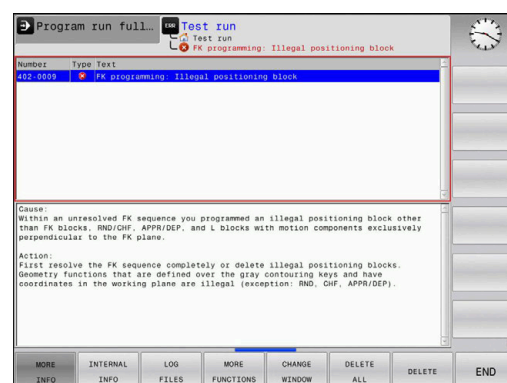 Program run full...
ERR Test run
Test run
FK programming: Illegal positioning block
Number Type Text
402-0009 FK programming: Illegal positioning block
Cause:
Within an unresolved FK sequence you programmed an illegal positioning block other
than FK blocks, RND/CHF, APPR/DEP, and L blocks with motion components exclusively
perpendicular to the FK plane.
Action:
First resolve the FK sequence completely or delete illegal positioning blocks.
Geometry functions that are defined over the gray contouring keys and have
coordinates in the working plane are illegal (exception: RND, CHF, APPR/DEP).
MORE INFO
INTERNAL INFO
LOG FILES
MORE FUNCTIONS
CHANGE WINDOW
DELETE ALL
DELETE
END